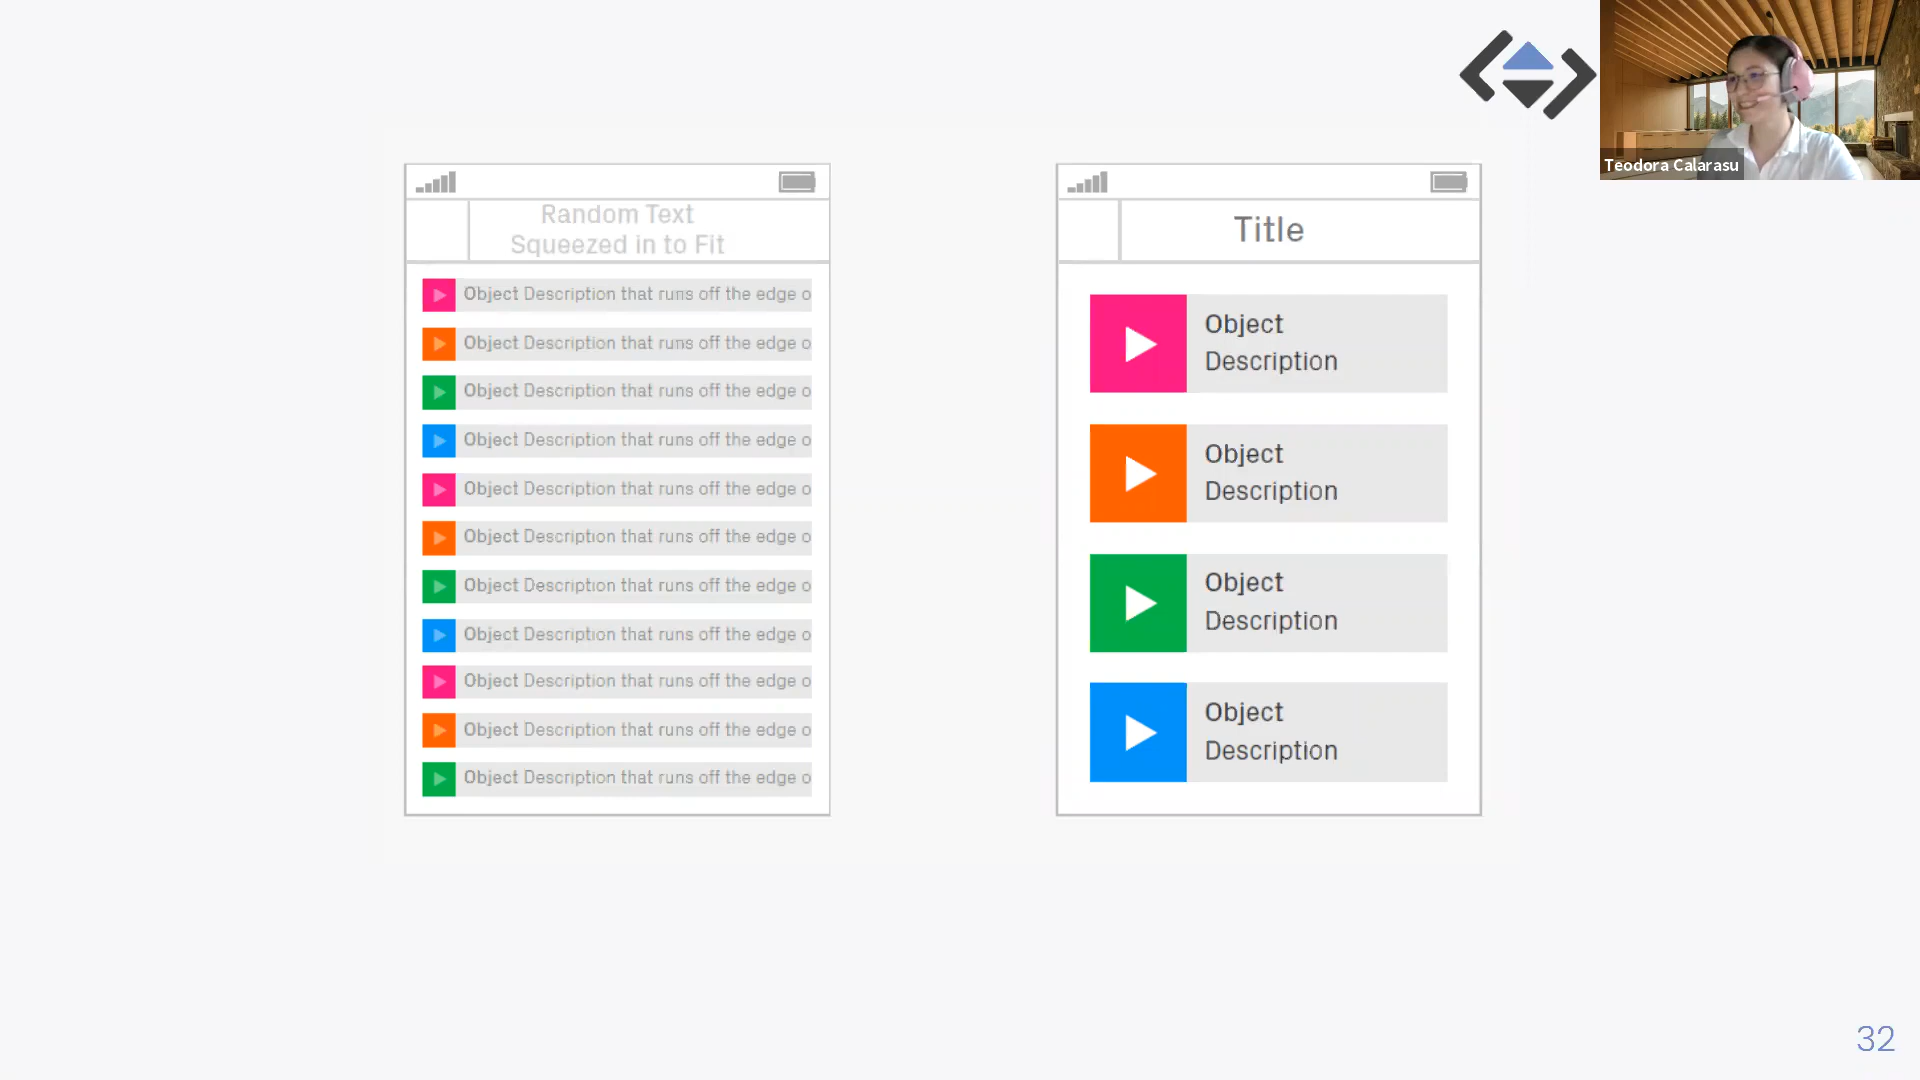 Teodora Calarasu
Random Text
Squeezed in to Fit
Object Description that runs off the edge o
Object Description that runs off the edge o
Object Description that runs off the edge o
Object Description that runs off the edge o
Object Description that runs off the edge o
Object Description that runs off the edge o
Object Description that runs off the edge o
Object Description that runs off the edge o
Object Description that runs off the edge o
Object Description that runs off the edge o
Object Description that runs off the edge o
Title
Object
Description
Object
Description
Object
Description
Object
Description
32